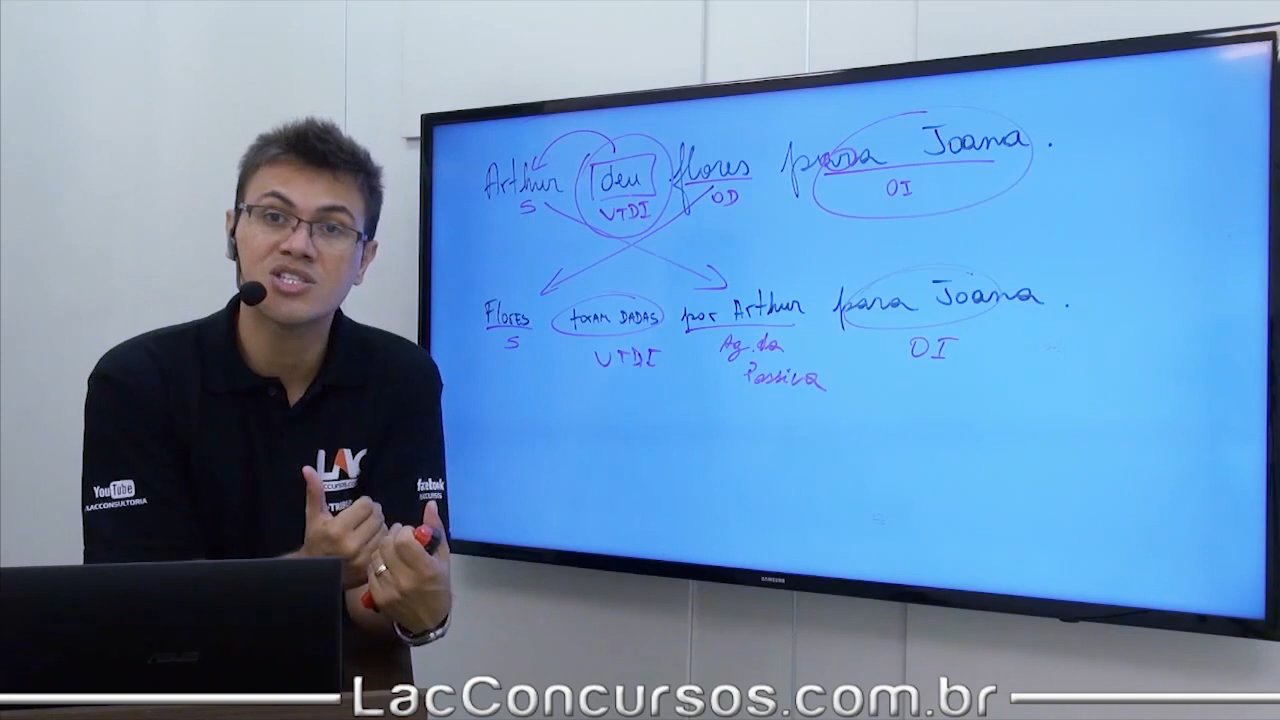 Arthur deu flores para Joana.
S VTDI OD OI
FLORES FORAM DADAS por Arthur para Joana.
S VTDI Ag. da OI
Passiva
LAC
YouTube
LACCONSULTORIA
facebook
SAMSUNG
ASUS
LacConcursos.com.br